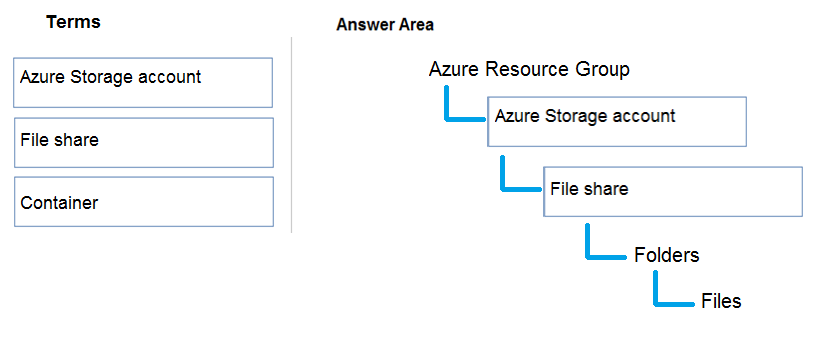 Terms
Azure Storage account
File share
Container
Answer Area
Azure Resource Group
Azure Storage account
File share
Folders
Files